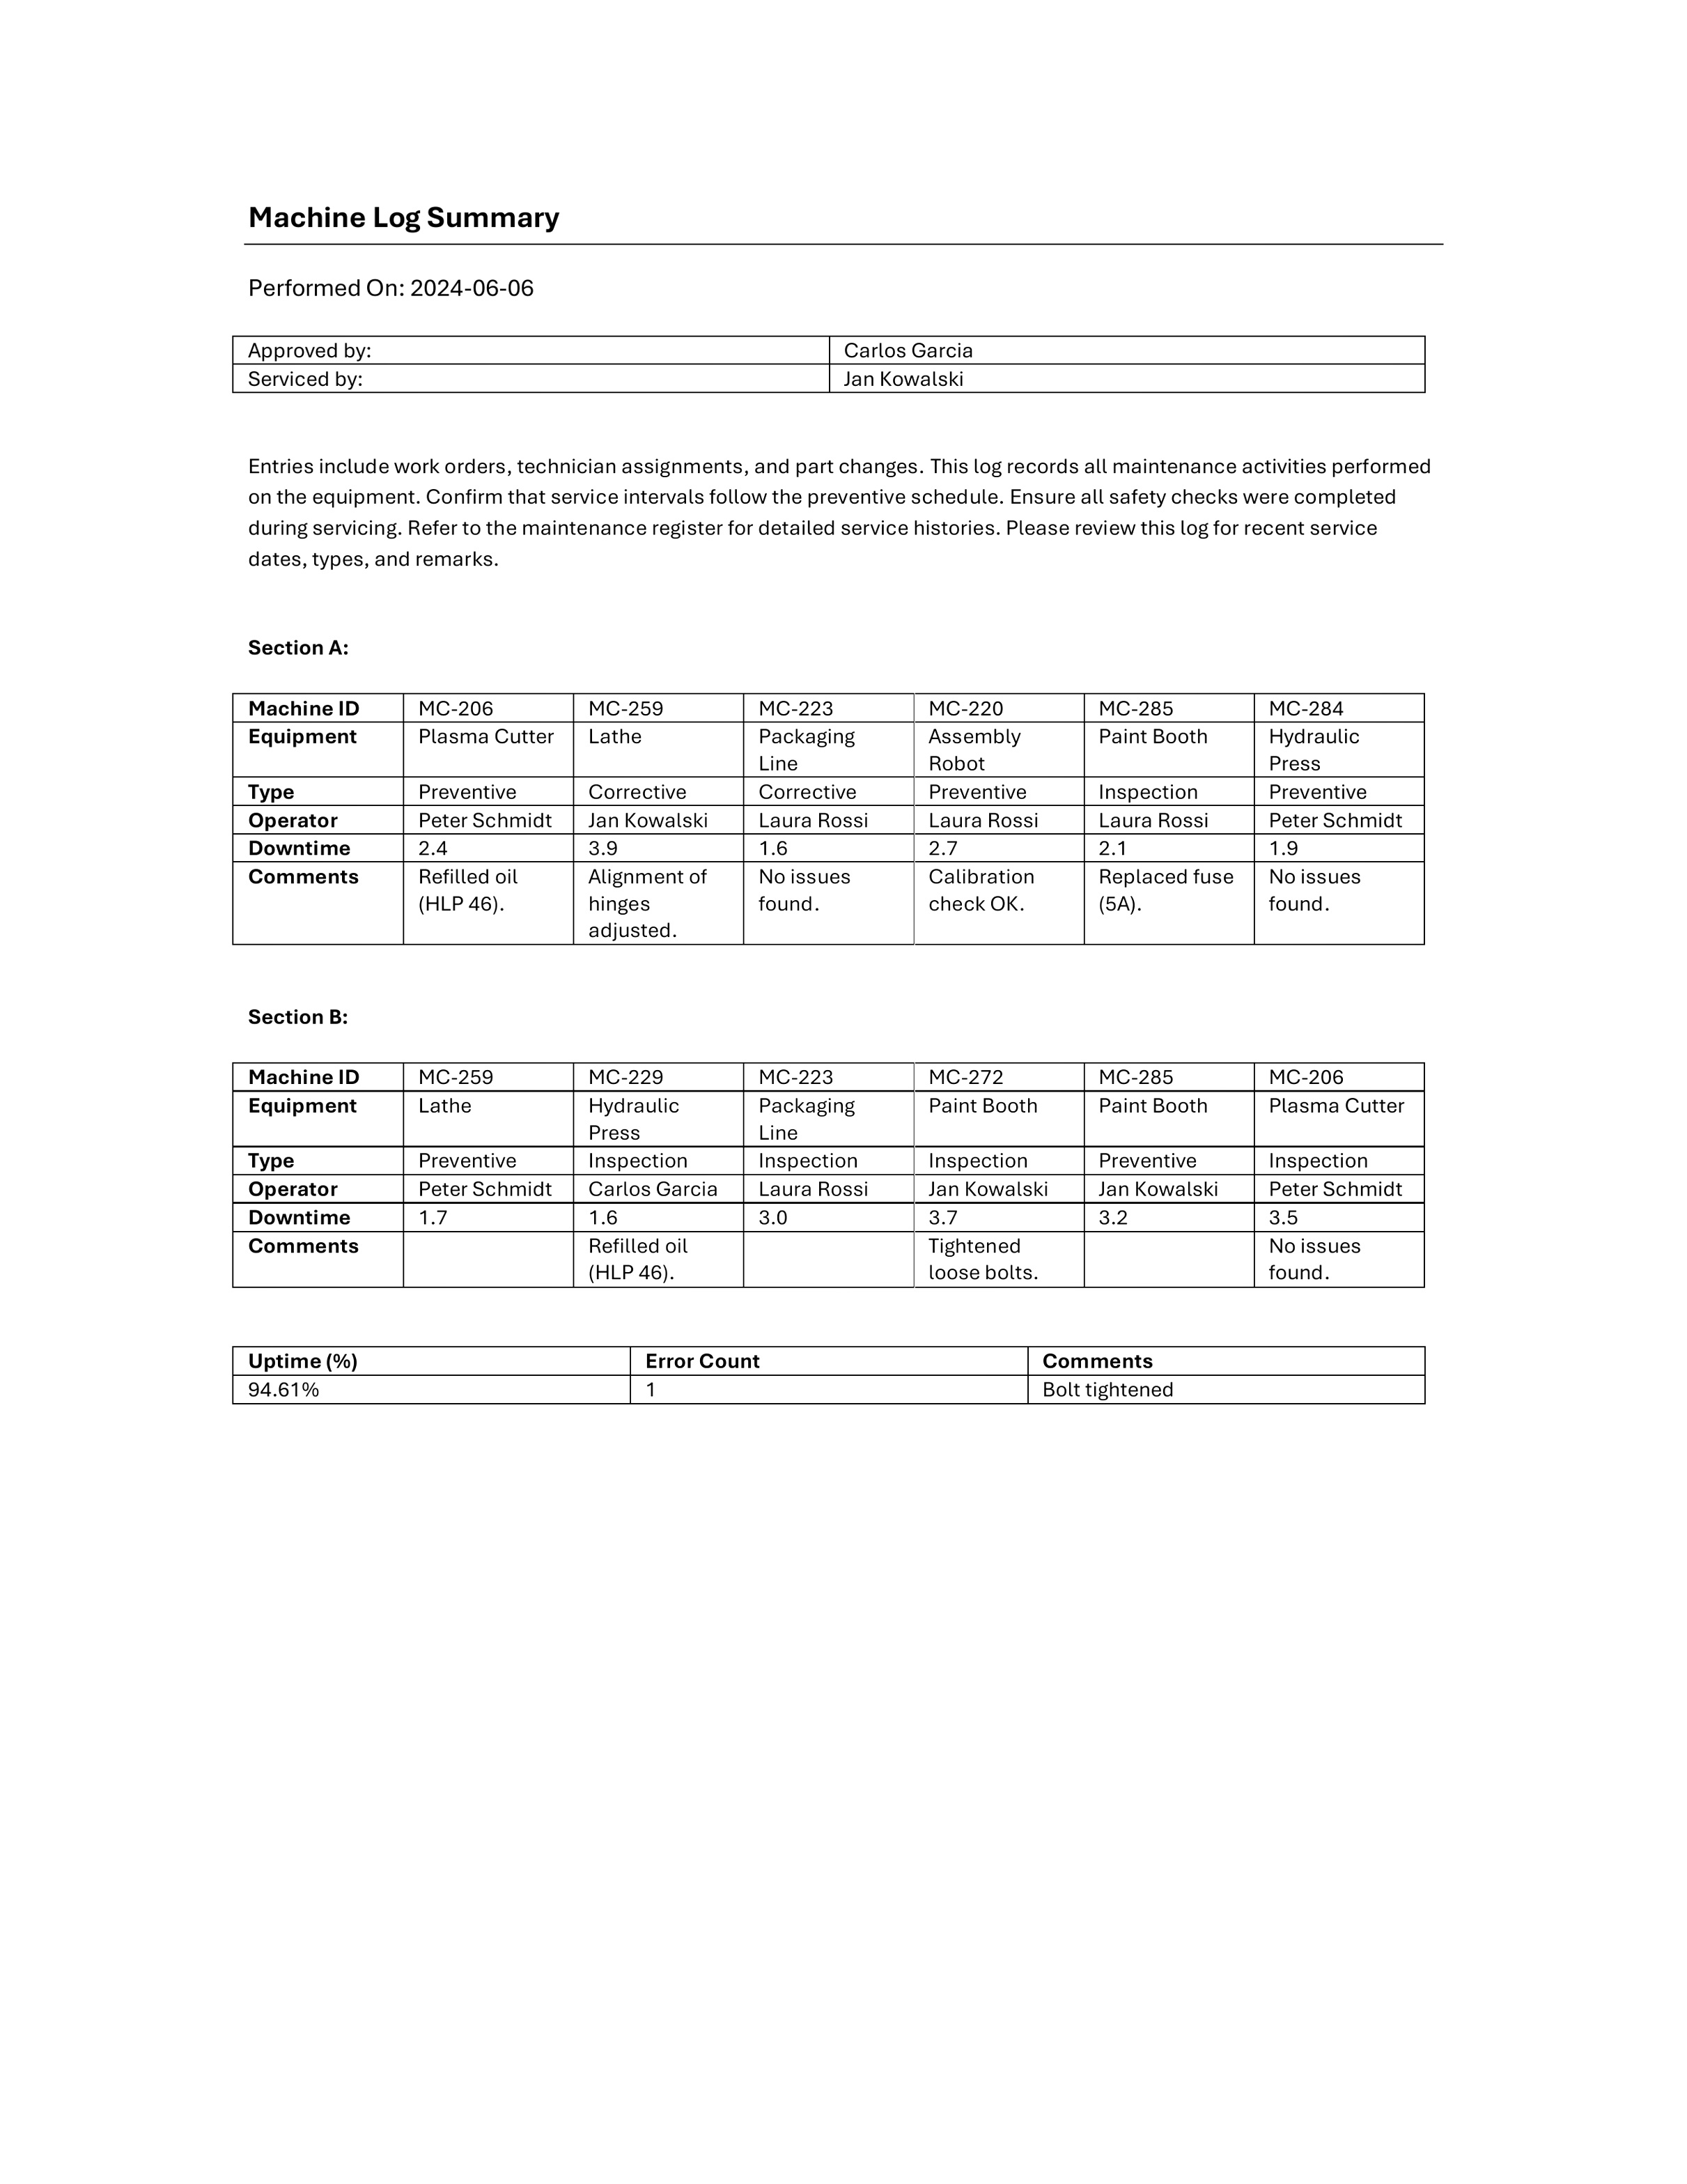 Machine Log Summary
Performed On: 2024-06-06
Approved by: Carlos Garcia
Serviced by: Jan Kowalski
Entries include work orders, technician assignments, and part changes. This log records all maintenance activities performed
on the equipment. Confirm that service intervals follow the preventive schedule. Ensure all safety checks were completed
during servicing. Refer to the maintenance register for detailed service histories. Please review this log for recent service
dates, types, and remarks.
Section A:
Machine ID MC-206 MC-259 MC-223 MC-220 MC-285 MC-284
Equipment Plasma Cutter Lathe Packaging Assembly Paint Booth Hydraulic
Line Robot Press
Type Preventive Corrective Corrective Preventive Inspection Preventive
Operator Peter Schmidt Jan Kowalski Laura Rossi Laura Rossi Laura Rossi Peter Schmidt
Downtime 2.4 3.9 1.6 2.7 2.1 1.9
Comments Refilled oil Alignment of No issues Calibration Replaced fuse No issues
(HLP 46). hinges found. check OK. (5A). found.
adjusted.
Section B:
Machine ID MC-259 MC-229 MC-223 MC-272 MC-285 MC-206
Equipment Lathe Hydraulic Packaging Paint Booth Paint Booth Plasma Cutter
Press Line
Type Preventive Inspection Inspection Inspection Preventive Inspection
Operator Peter Schmidt Carlos Garcia Laura Rossi Jan Kowalski Jan Kowalski Peter Schmidt
Downtime 1.7 1.6 3.0 3.7 3.2 3.5
Comments Refilled oil Tightened No issues
(HLP 46). loose bolts. found.
Uptime (%) Error Count Comments
94.61% 1 Bolt tightened